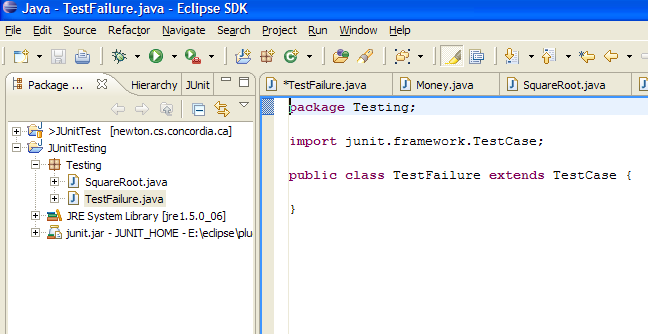 Java - TestFailure.java - Eclipse SDK
File Edit Source Refactor Navigate Search Project Run Window Help
Package ... Hierarchy JUnit
*TestFailure.java Money.java SquareRoot.java
>JUnitTest [newton.cs.concordia.ca]
JUnitTesting
Testing
SquareRoot.java
TestFailure.java
JRE System Library [jre1.5.0_06]
junit.jar - JUNIT_HOME - E:\eclipse\plu
package Testing;
import junit.framework.TestCase;
public class TestFailure extends TestCase {
}